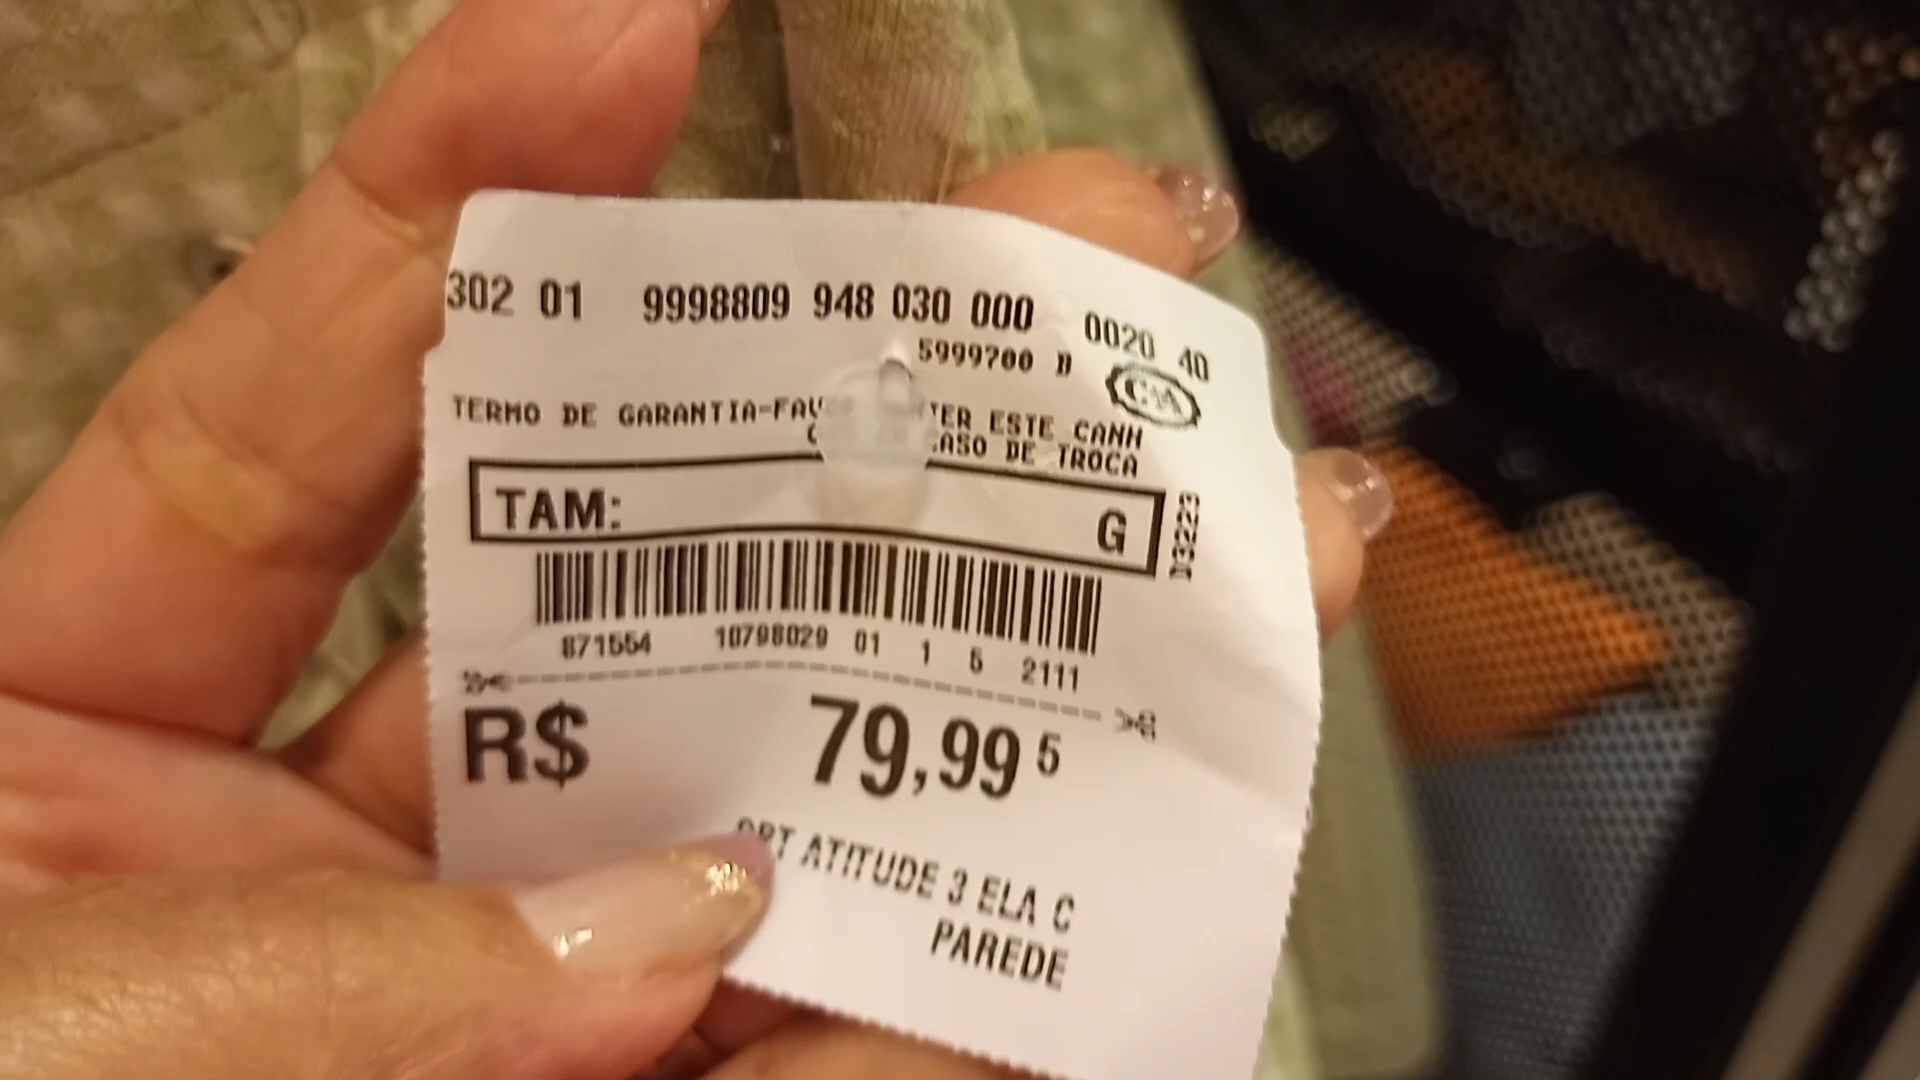 302 01 9998809 948 030 000 0020 40
5999700 B
C&A
TERMO DE GARANTIA-FAV TER ESTE CANH
CASO DE TROCA
TAM: G
D3223
871554 10798029 01 1 5 2111
R$ 79,99 5
ATITUDE 3 ELA C
PAREDE